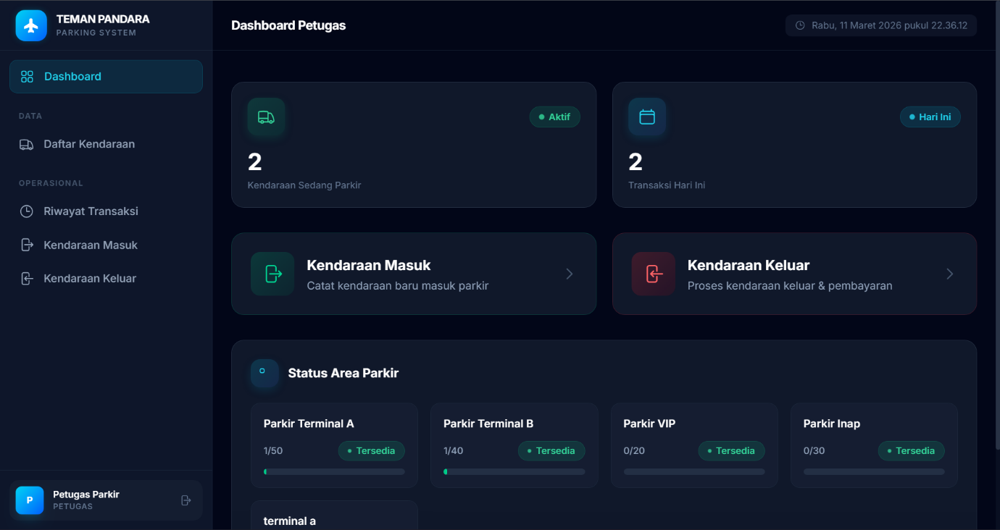 TEMAN PANDARA
PARKING SYSTEM
Dashboard
DATA
Daftar Kendaraan
OPERASIONAL
Riwayat Transaksi
Kendaraan Masuk
Kendaraan Keluar
P
Petugas Parkir
PETUGAS
Dashboard Petugas
Rabu, 11 Maret 2026 pukul 22.36.12
Aktif
2
Kendaraan Sedang Parkir
Hari Ini
2
Transaksi Hari Ini
Kendaraan Masuk
Catat kendaraan baru masuk parkir
Kendaraan Keluar
Proses kendaraan keluar & pembayaran
Status Area Parkir
Parkir Terminal A
1/50
Tersedia
Parkir Terminal B
1/40
Tersedia
Parkir VIP
0/20
Tersedia
Parkir Inap
0/30
Tersedia
terminal a